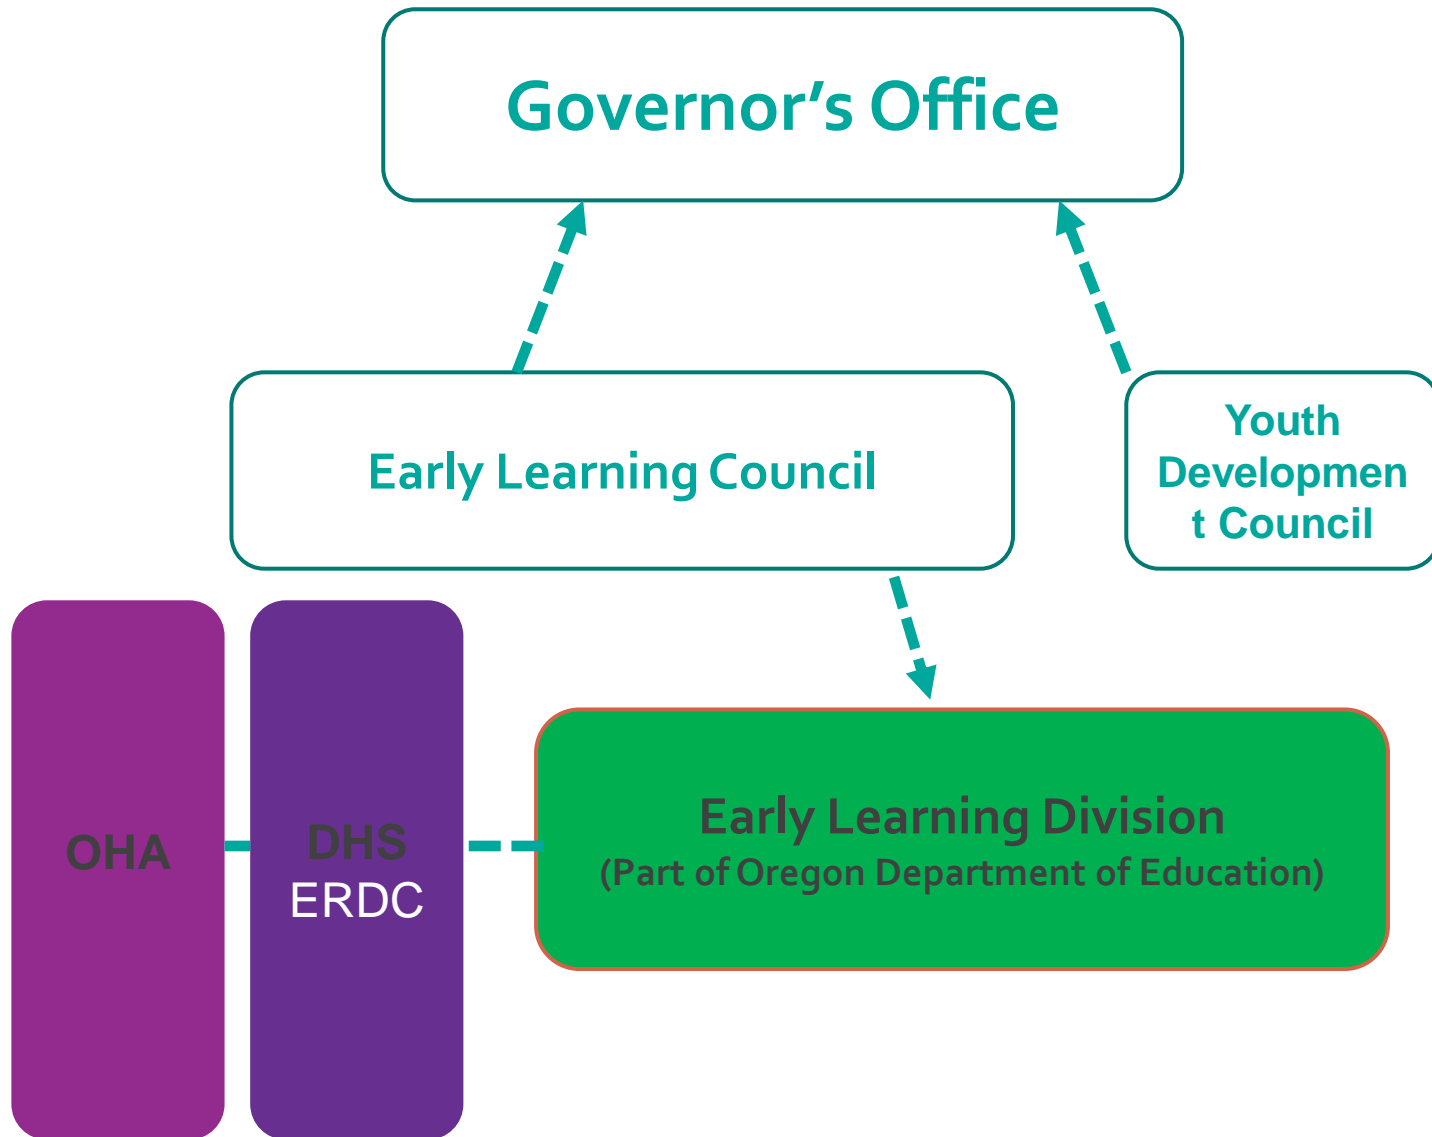 Governor’s Office
Early Learning Council
Youth
Developmen
t Council
OHA
DHS
ERDC
Early Learning Division
(Part of Oregon Department of Education)